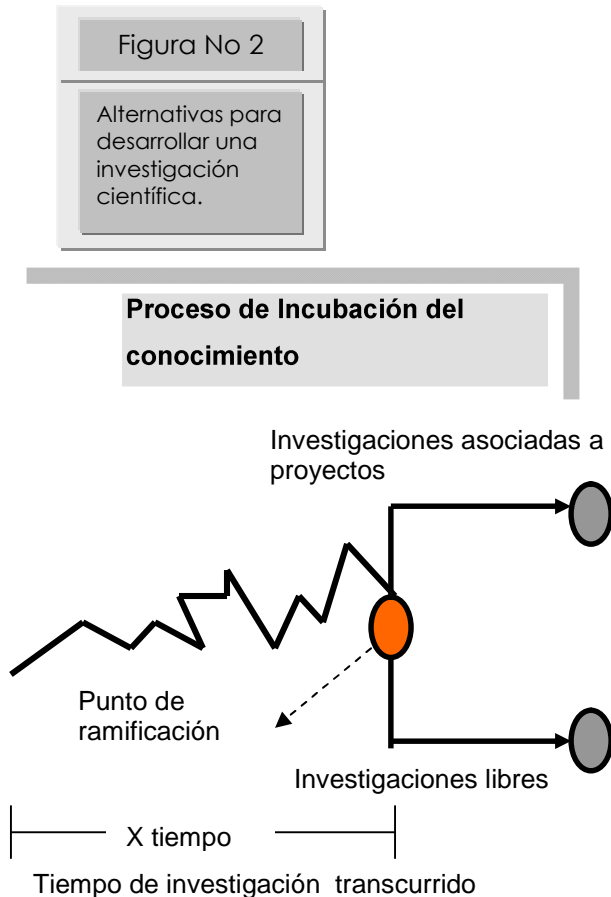 Figura No 2
Alternativas para
desarrollar una
investigación
científica.
Proceso de Incubación del
conocimiento
Investigaciones asociadas a
proyectos
Punto de
ramificación
Investigaciones libres
X tiempo
Tiempo de investigación transcurrido